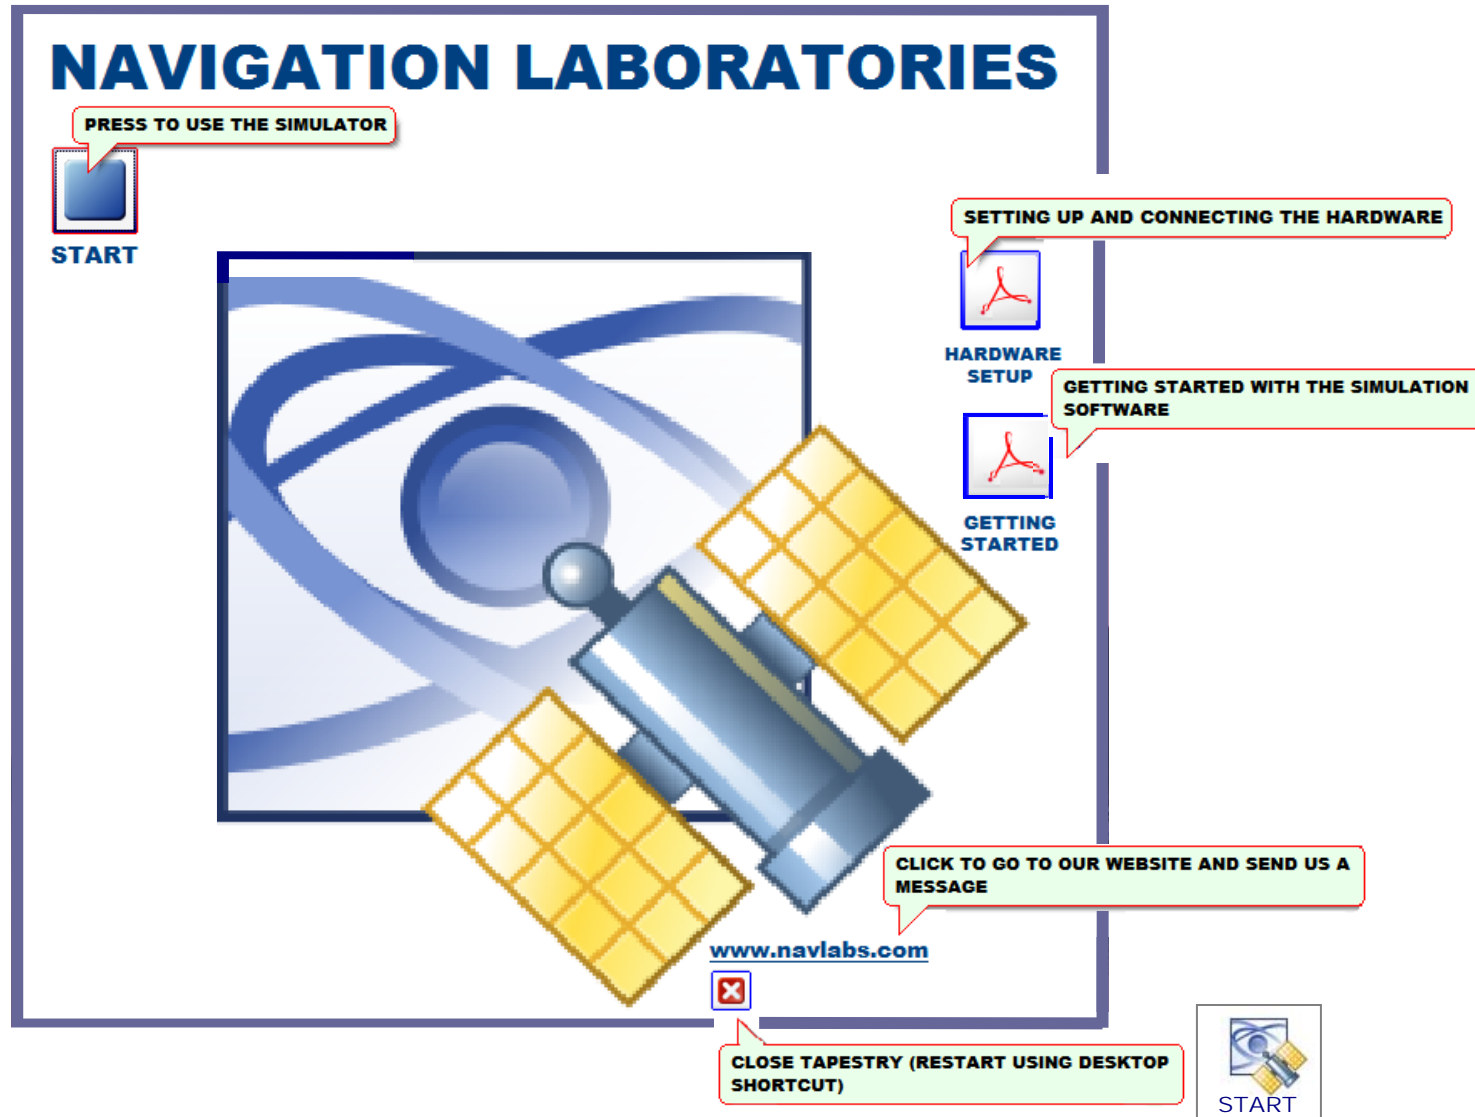 NAVIGATION LABORATORIES
PRESS TO USE THE SIMULATOR
START
SETTING UP AND CONNECTING THE HARDWARE
HARDWARE
SETUP
GETTING STARTED WITH THE SIMULATION
SOFTWARE
GETTING
STARTED
CLICK TO GO TO OUR WEBSITE AND SEND US A
MESSAGE
www.navlabs.com
CLOSE TAPESTRY (RESTART USING DESKTOP
SHORTCUT)
START